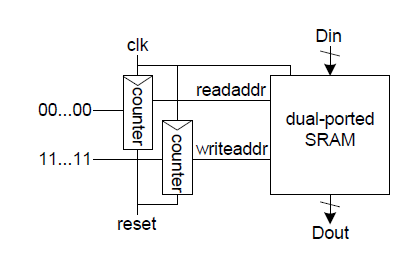 clk
Din
counter
readaddr
00...00
dual-ported
SRAM
counter
writeaddr
11...11
reset
Dout